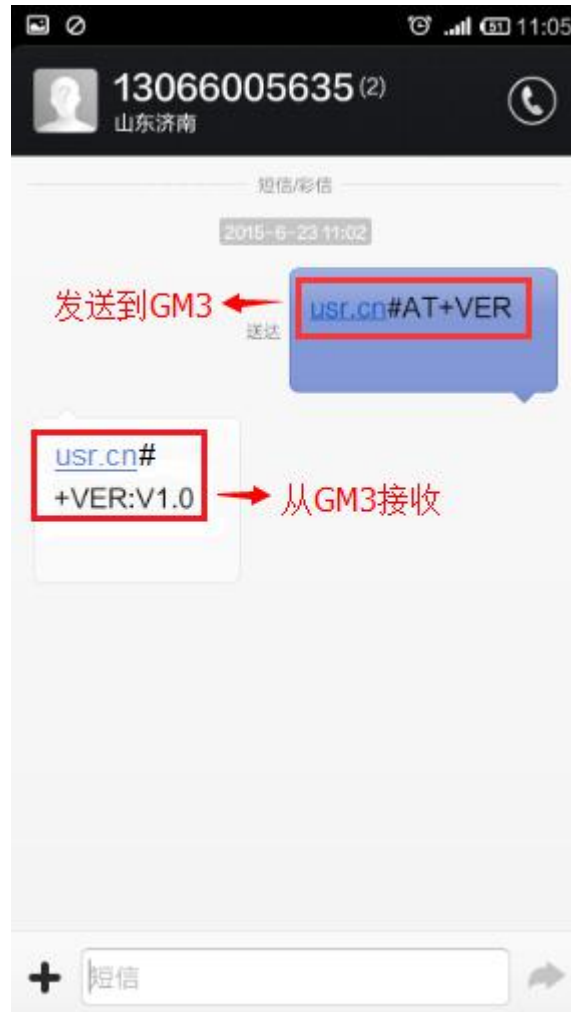 51 11:05
13066005635 (2)
山东济南
短信/彩信
2015-6-23 11:02
发送到GM3
usr.cn#AT+VER
送达
usr.cn#
+VER:V1.0
从GM3接收
短信